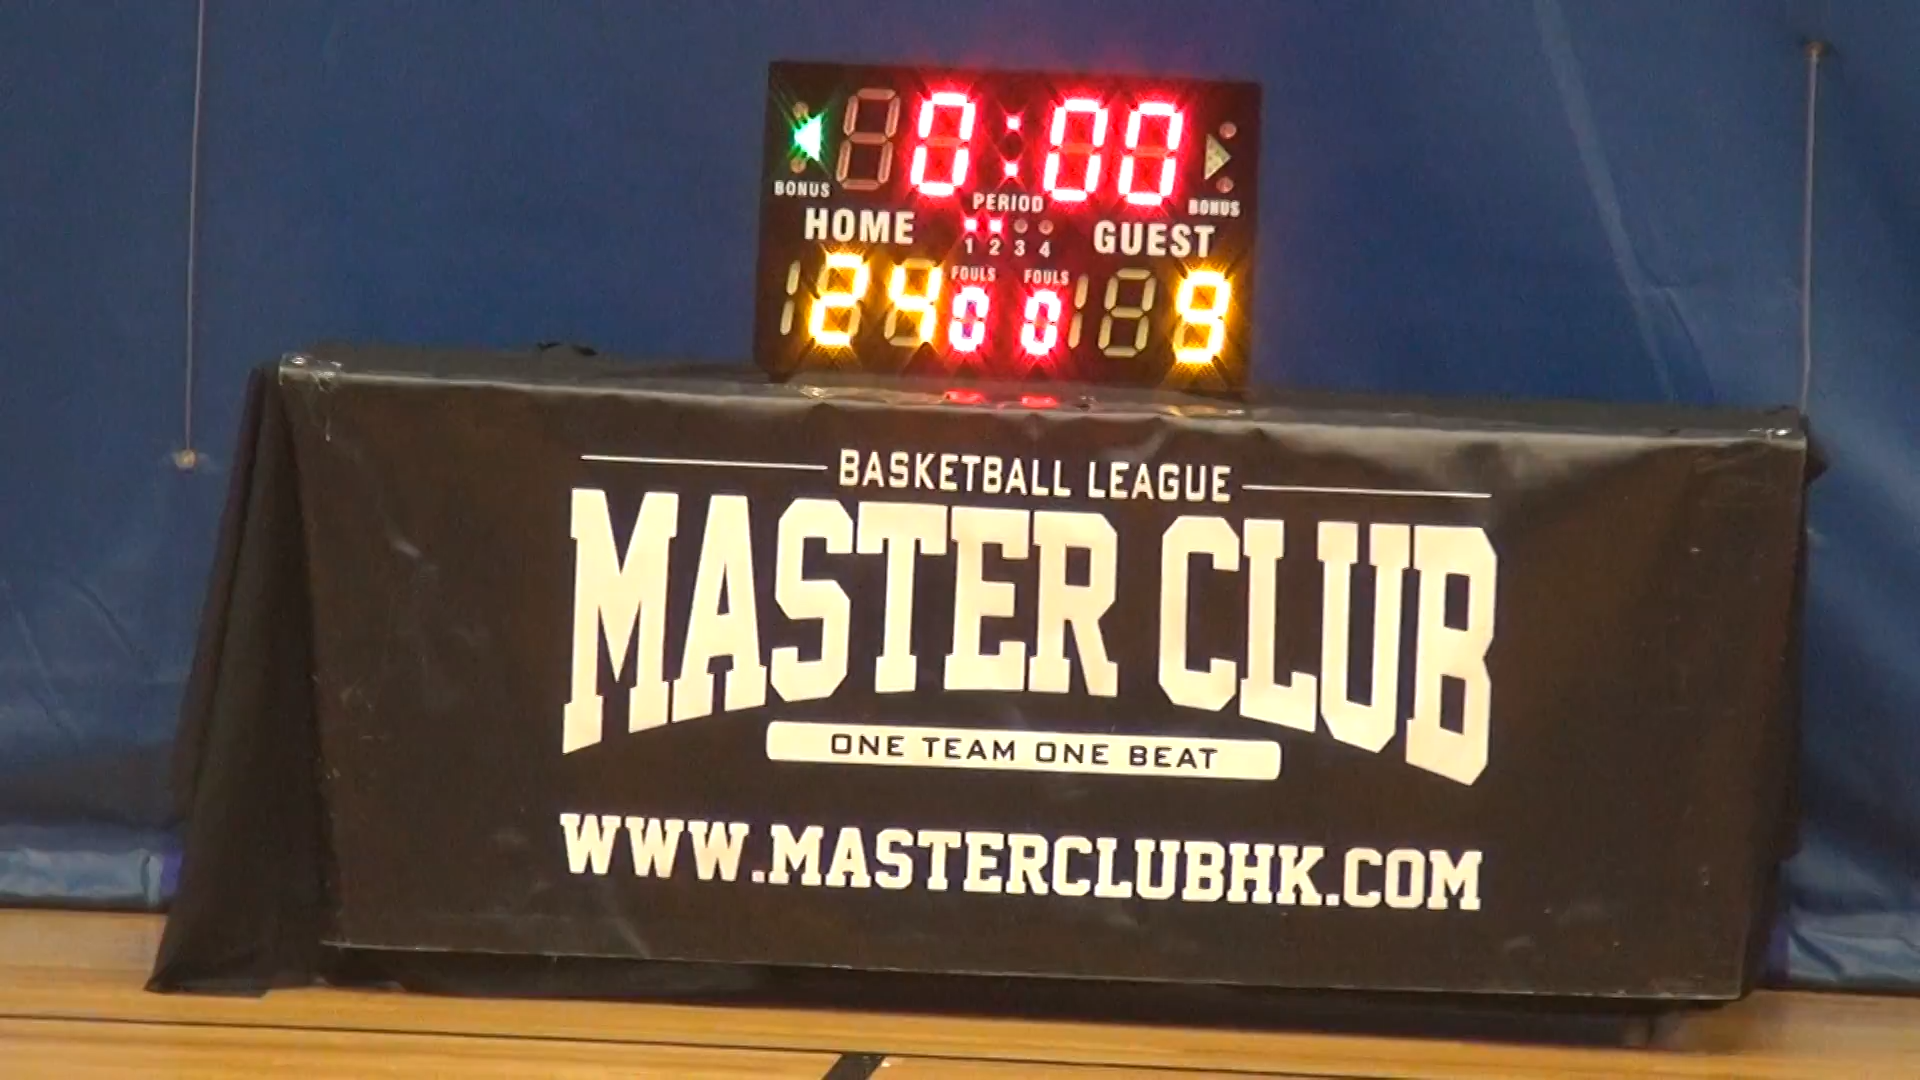 0:00
BONUS PERIOD BONUS
HOME 1 2 3 4 GUEST
FOULS FOULS
24 0 0 9
BASKETBALL LEAGUE
MASTER CLUB
ONE TEAM ONE BEAT
WWW.MASTERCLUBHK.COM